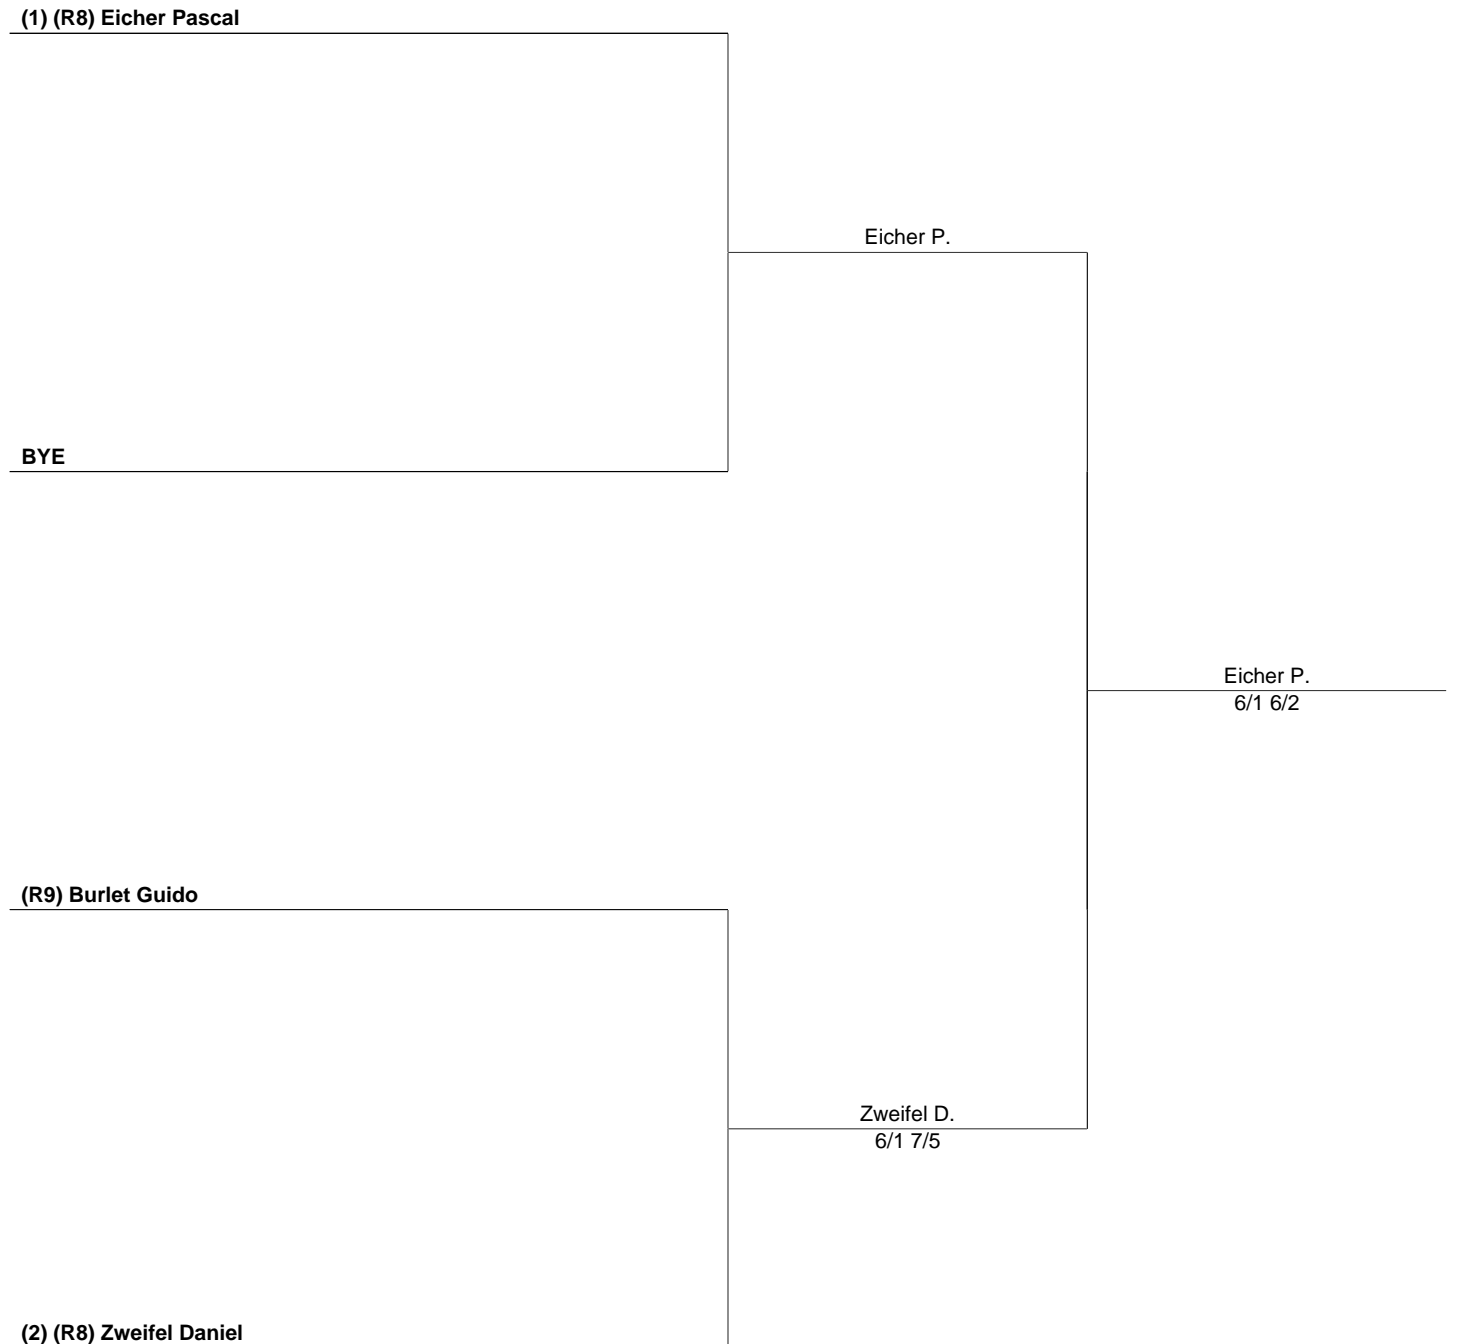 (1) (R8) Eicher Pascal
Eicher P.
BYE
Eicher P.
6/1 6/2
(R9) Burlet Guido
Zweifel D.
6/1 7/5
(2) (R8) Zweifel Daniel